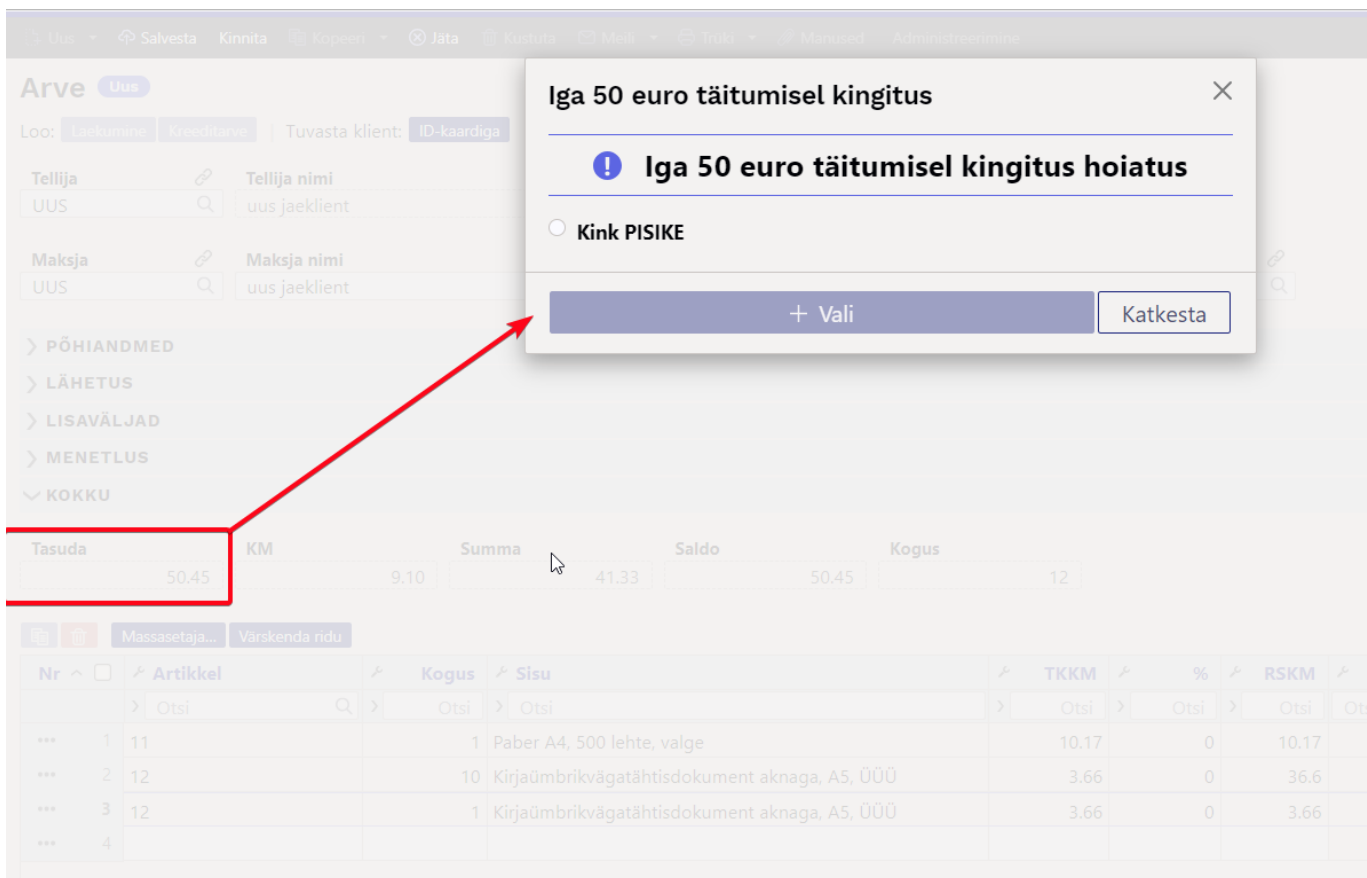 Uus Salvesta Kinnita Kopeeri Jäta Kustuta Meili Trüki Manused Administreerimine
Arve Uus
Loo: Laekumine Kreeditarve Tuvasta klient: ID-kaardiga
Iga 50 euro täitumisel kingitus
Iga 50 euro täitumisel kingitus hoiatus
Kink PISIKE
+ Vali Katkesta
Tellija Tellija nimi
UUS uus jaeklient
Maksja Maksja nimi
UUS uus jaeklient
PÕHIANDMED
LÄHETUS
LISAVÄLJAD
MENETLUS
KOKKU
Tasuda KM Summa Saldo Kogus
50.45 9.10 41.33 50.45 12
Massasetaja... Värskenda ridu
Nr Artikkel Kogus Sisu TKKM % RSKM
Otsi Otsi Otsi Otsi Otsi Otsi Ots
1 11 1 Paber A4, 500 lehte, valge 10.17 0 10.17
2 12 10 Kirjaümbrikvägatähtisdokument aknaga, A5, ÜÜÜ 3.66 0 36.6
3 12 1 Kirjaümbrikvägatähtisdokument aknaga, A5, ÜÜÜ 3.66 0 3.66
4